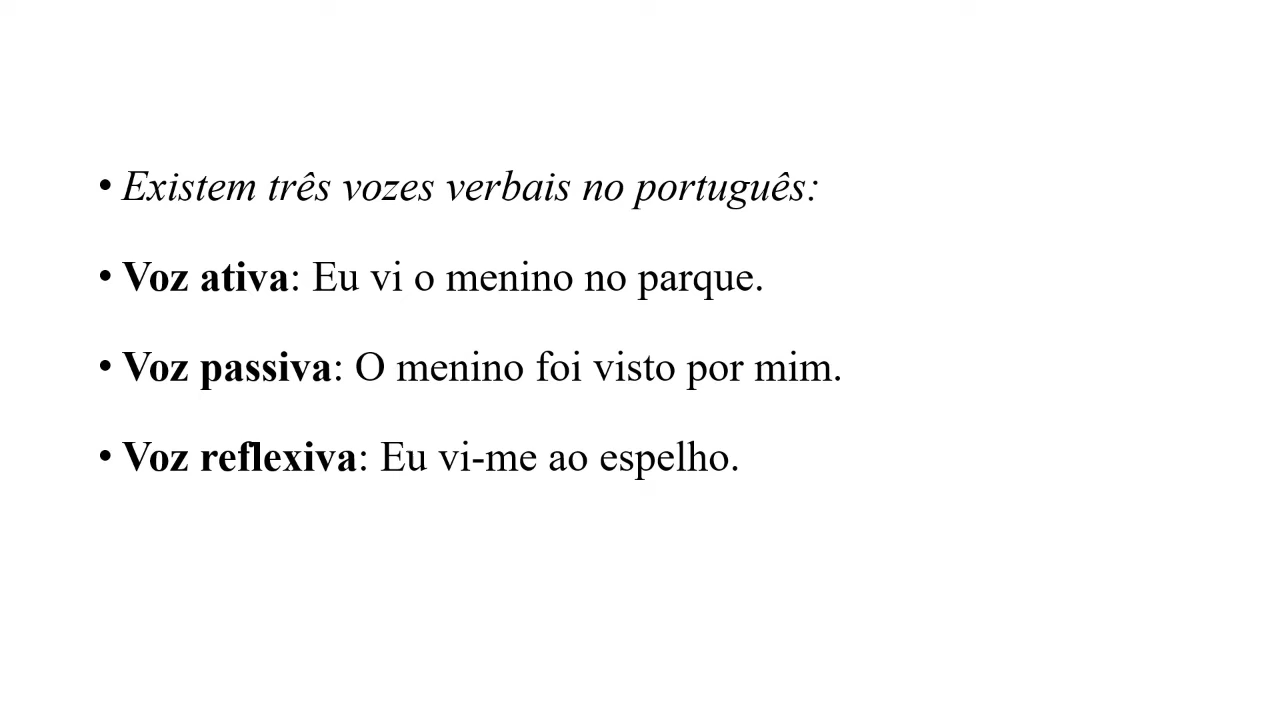 • Existem três vozes verbais no português:
• Voz ativa: Eu vi o menino no parque.
• Voz passiva: O menino foi visto por mim.
• Voz reflexiva: Eu vi-me ao espelho.